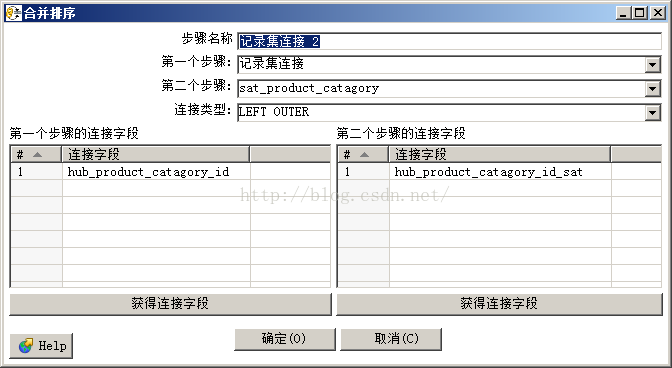 合并排序
步骤名称 记录集连接 2
第一个步骤: 记录集连接
第二个步骤: sat_product_catagory
连接类型: LEFT OUTER
第一个步骤的连接字段 第二个步骤的连接字段
# 连接字段 # 连接字段
1 hub_product_catagory_id 1 hub_product_catagory_id_sat
http://blog.csdn.net/
获得连接字段 获得连接字段
确定(O) 取消(C)
Help